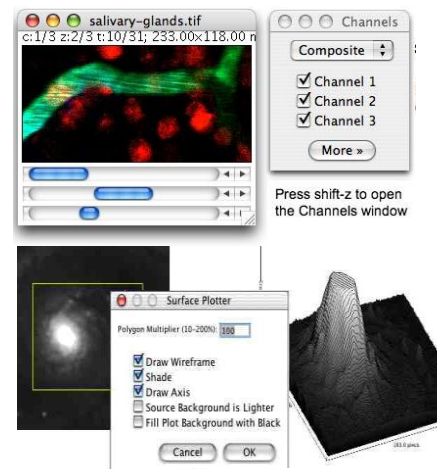 salivary-glands.tif
c:1/3 z:2/3 t:10/31; 233.00x118.00
Channels
Composite
Channel 1
Channel 2
Channel 3
More »
Press shift-z to open
the Channels window
Surface Plotter
Polygon Multiplier (10-200%): 100
Draw Wireframe
Shade
Draw Axis
Source Background is Lighter
Fill Plot Background with Black
Cancel OK